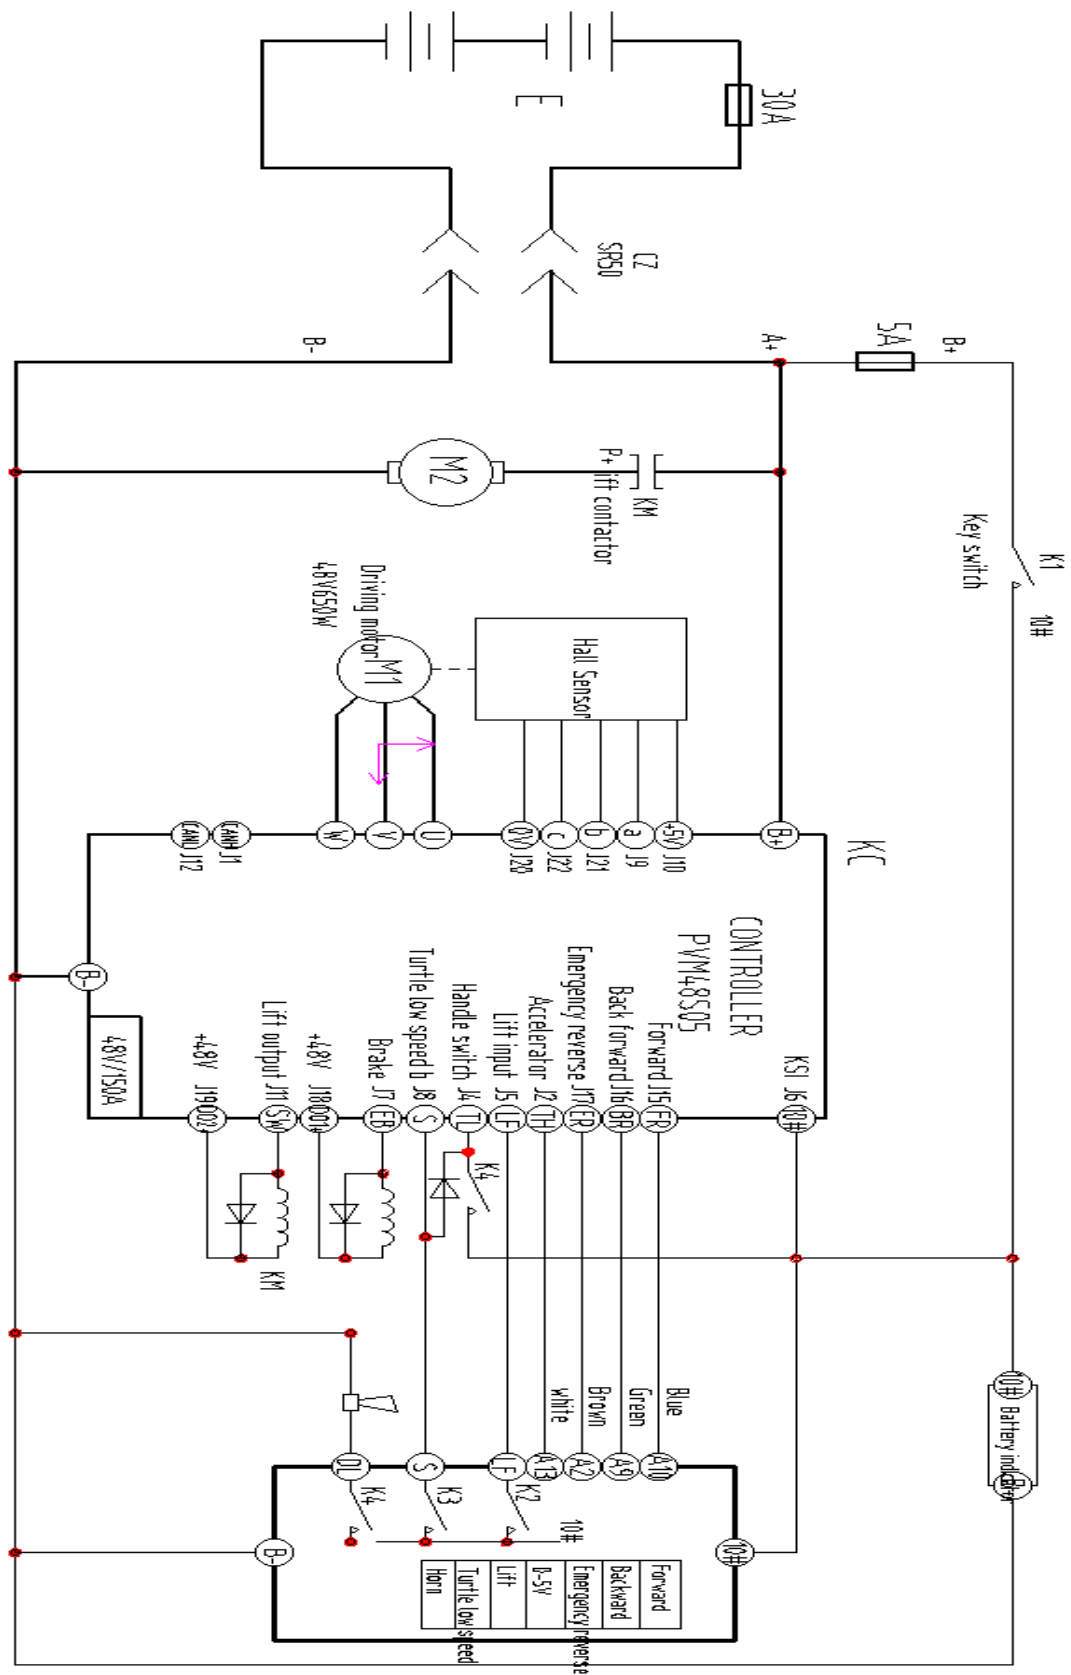 E
30A
CZ
SR50
B-
A+
5A
B+
M2
KM
P+ lift contactor
K1
Key switch
10#
Driving motor
48V650W
M1
Hall Sensor
W
V
U
0V J28
c J22
b J21
a J9
+5V J10
B+
KC
CANL J12
CANH J1
CONTROLLER
PVM48S05
B-
48V/150A
+48V J19
Lift output J11 SW
+48V J18
Brake J7 EB
Turtle low speed b J8 S
Handle switch J4 TL
Lift input J5 LF
Accelerator J2 TH
Emergency reverse J17 ER
Back forward J16 BR
Forward J15 FR
KSI J6 10#
KM
K4
white
Brown
Green
Blue
10# Battery indicator
DL
S
LF
A13
A2
A9
A10
K4
K3
K2
10#
B-
10#
Forward
Backward
Emergency reverse
0-5V
Lift
Turtle low speed
Horn